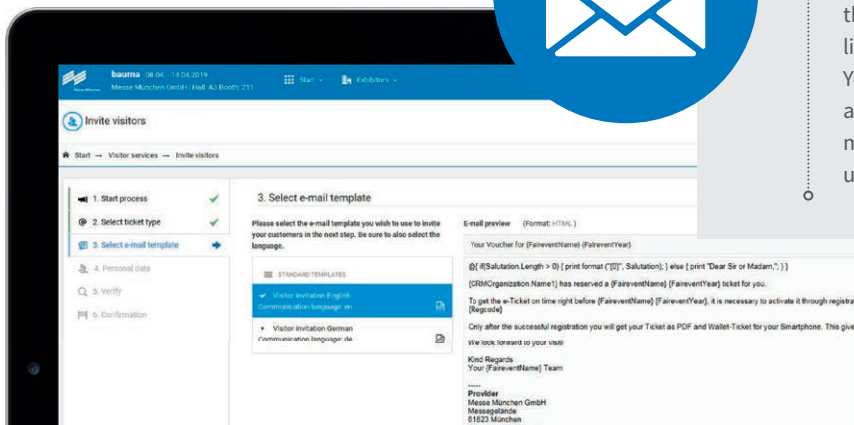 bauma 08.04. - 14.04.2019
Messe München GmbH | Hall: A3 Booth: 211
Start
Exhibitors
Invite visitors
Start → Visitor services → Invite visitors
1. Start process
2. Select ticket type
3. Select e-mail template
4. Personal data
5. Verify
6. Confirmation
3. Select e-mail template
Please select the e-mail template you wish to use to invite
your customers in the next step. Be sure to also select the
language.
STANDARD TEMPLATES
Visitor invitation English
Communication language: en
Visitor invitation German
Communication language: de
E-mail preview (Format: HTML )
Your Voucher for {FaireventName} {FaireventYear}
@{ if(Salutation.Length > 0) { print format ("{0}", Salutation); } else { print "Dear Sir or Madam,"; } }
{CRMOrganization.Name1} has reserved a {FaireventName} {FaireventYear} ticket for you.
To get the e-Ticket on time right before {FaireventName} {FaireventYear}, it is necessary to activate it through
{Regcode}
Only after the successful registration you will get your Ticket as PDF and Wallet-Ticket for your Smartphone. This
We look forward to your visit!
Kind Regards
Your {FaireventName} Team
-----
Provider
Messe München GmbH
Messegelände
81823 München